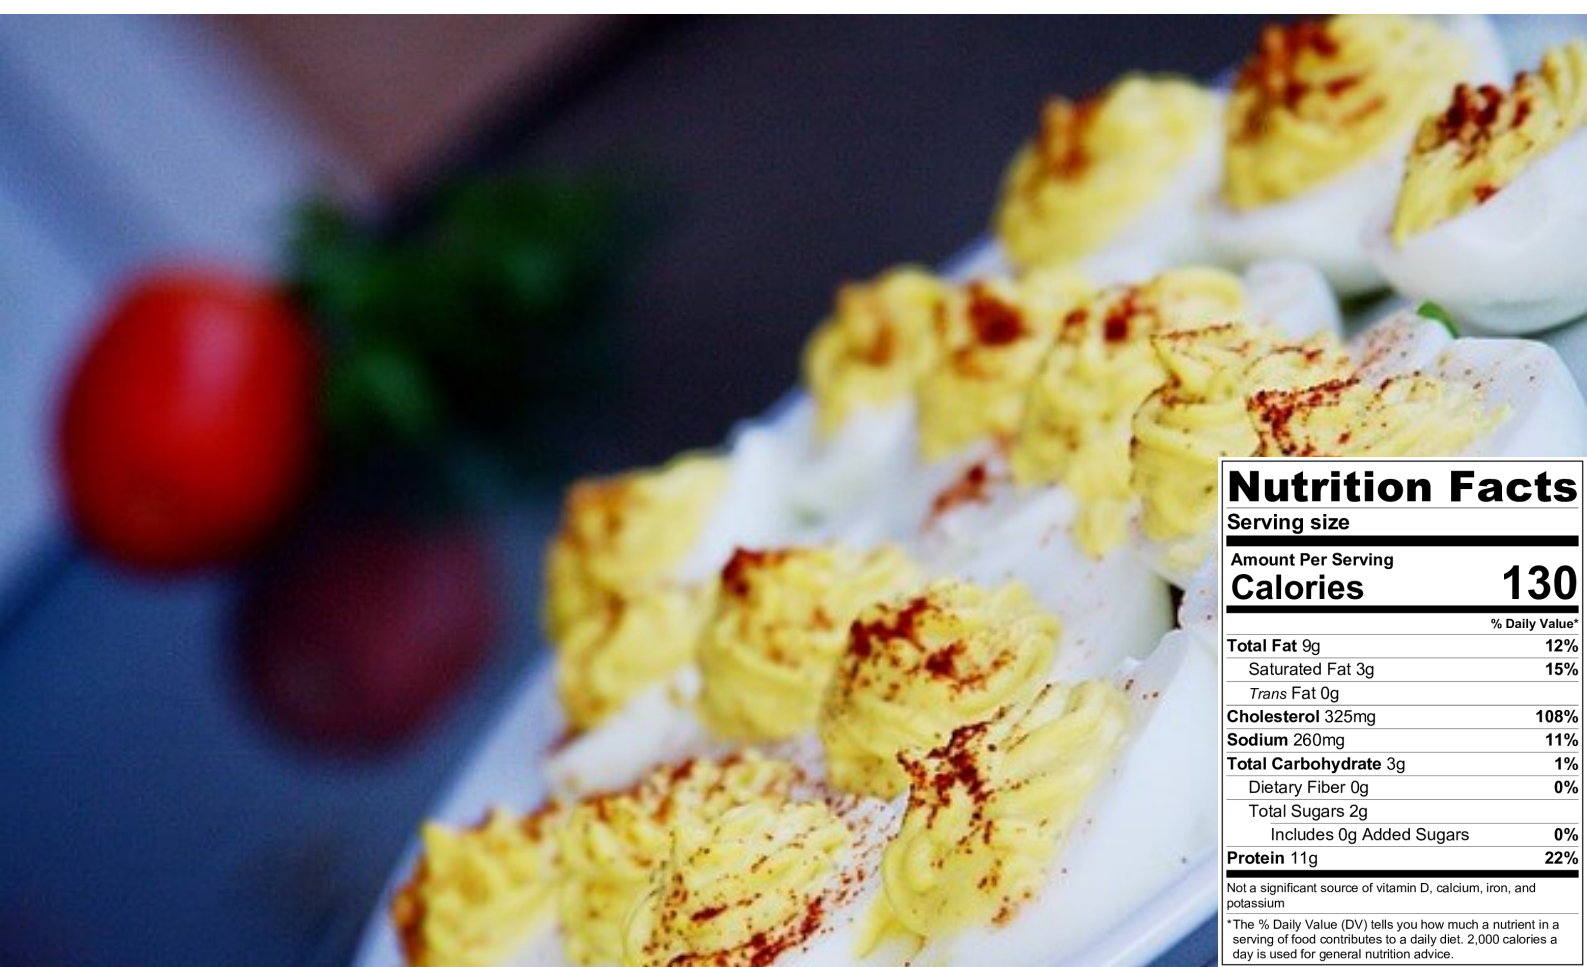 Nutrition Facts
Serving size
Amount Per Serving
Calories 130
% Daily Value*
Total Fat 9g 12%
Saturated Fat 3g 15%
Trans Fat 0g
Cholesterol 325mg 108%
Sodium 260mg 11%
Total Carbohydrate 3g 1%
Dietary Fiber 0g 0%
Total Sugars 2g
Includes 0g Added Sugars 0%
Protein 11g 22%
Not a significant source of vitamin D, calcium, iron, and
potassium
*The % Daily Value (DV) tells you how much a nutrient in a
serving of food contributes to a daily diet. 2,000 calories a
day is used for general nutrition advice.